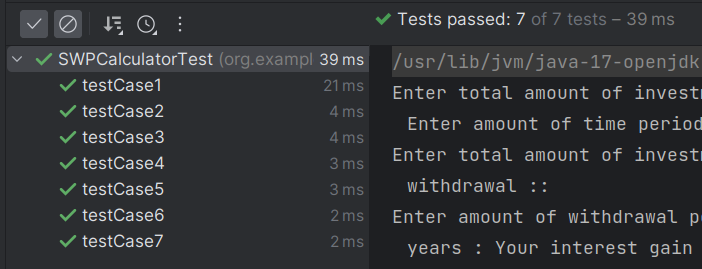 Tests passed: 7 of 7 tests – 39 ms
SWPCalculatorTest (org.exampl 39 ms
testCase1 21 ms
testCase2 4 ms
testCase3 4 ms
testCase4 3 ms
testCase5 3 ms
testCase6 2 ms
testCase7 2 ms
/usr/lib/jvm/java-17-openjdk
Enter total amount of investm
Enter amount of time period
Enter total amount of investm
withdrawal ::
Enter amount of withdrawal pe
years : Your interest gain